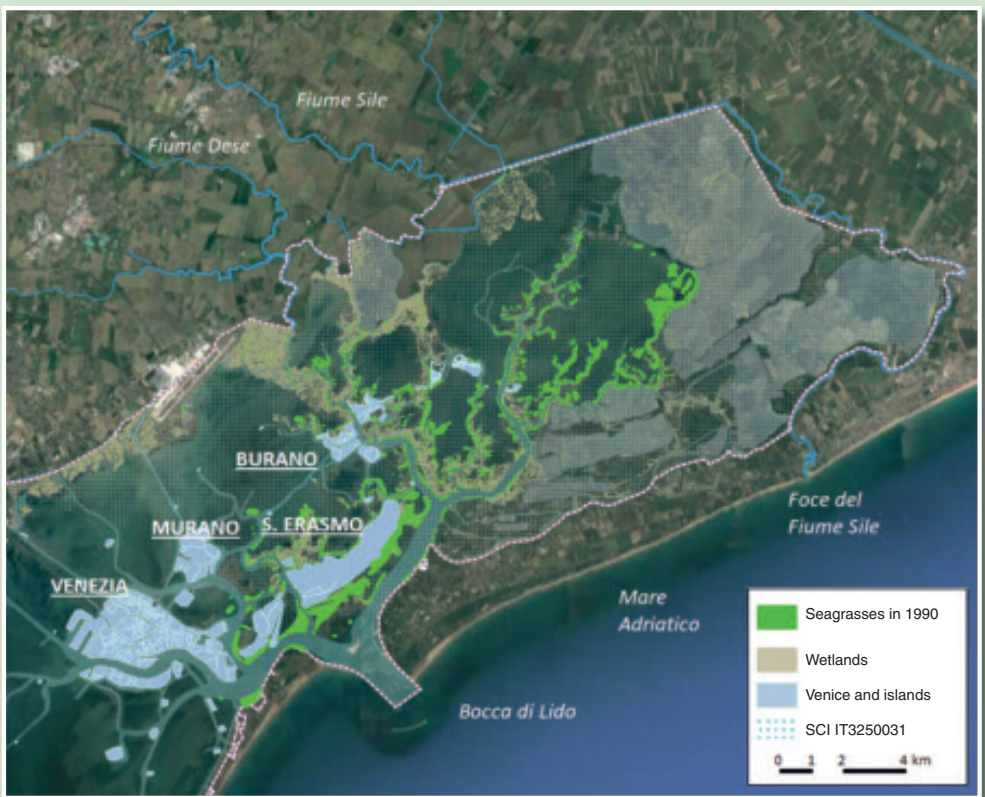 Fiume Sile
Fiume Dese
BURANO
MURANO
S. ERASMO
VENEZIA
Foce del
Fiume Sile
Mare
Adriatico
Bocca di Lido
Seagrasses in 1990
Wetlands
Venice and islands
SCI IT3250031
0 1 2 4 km